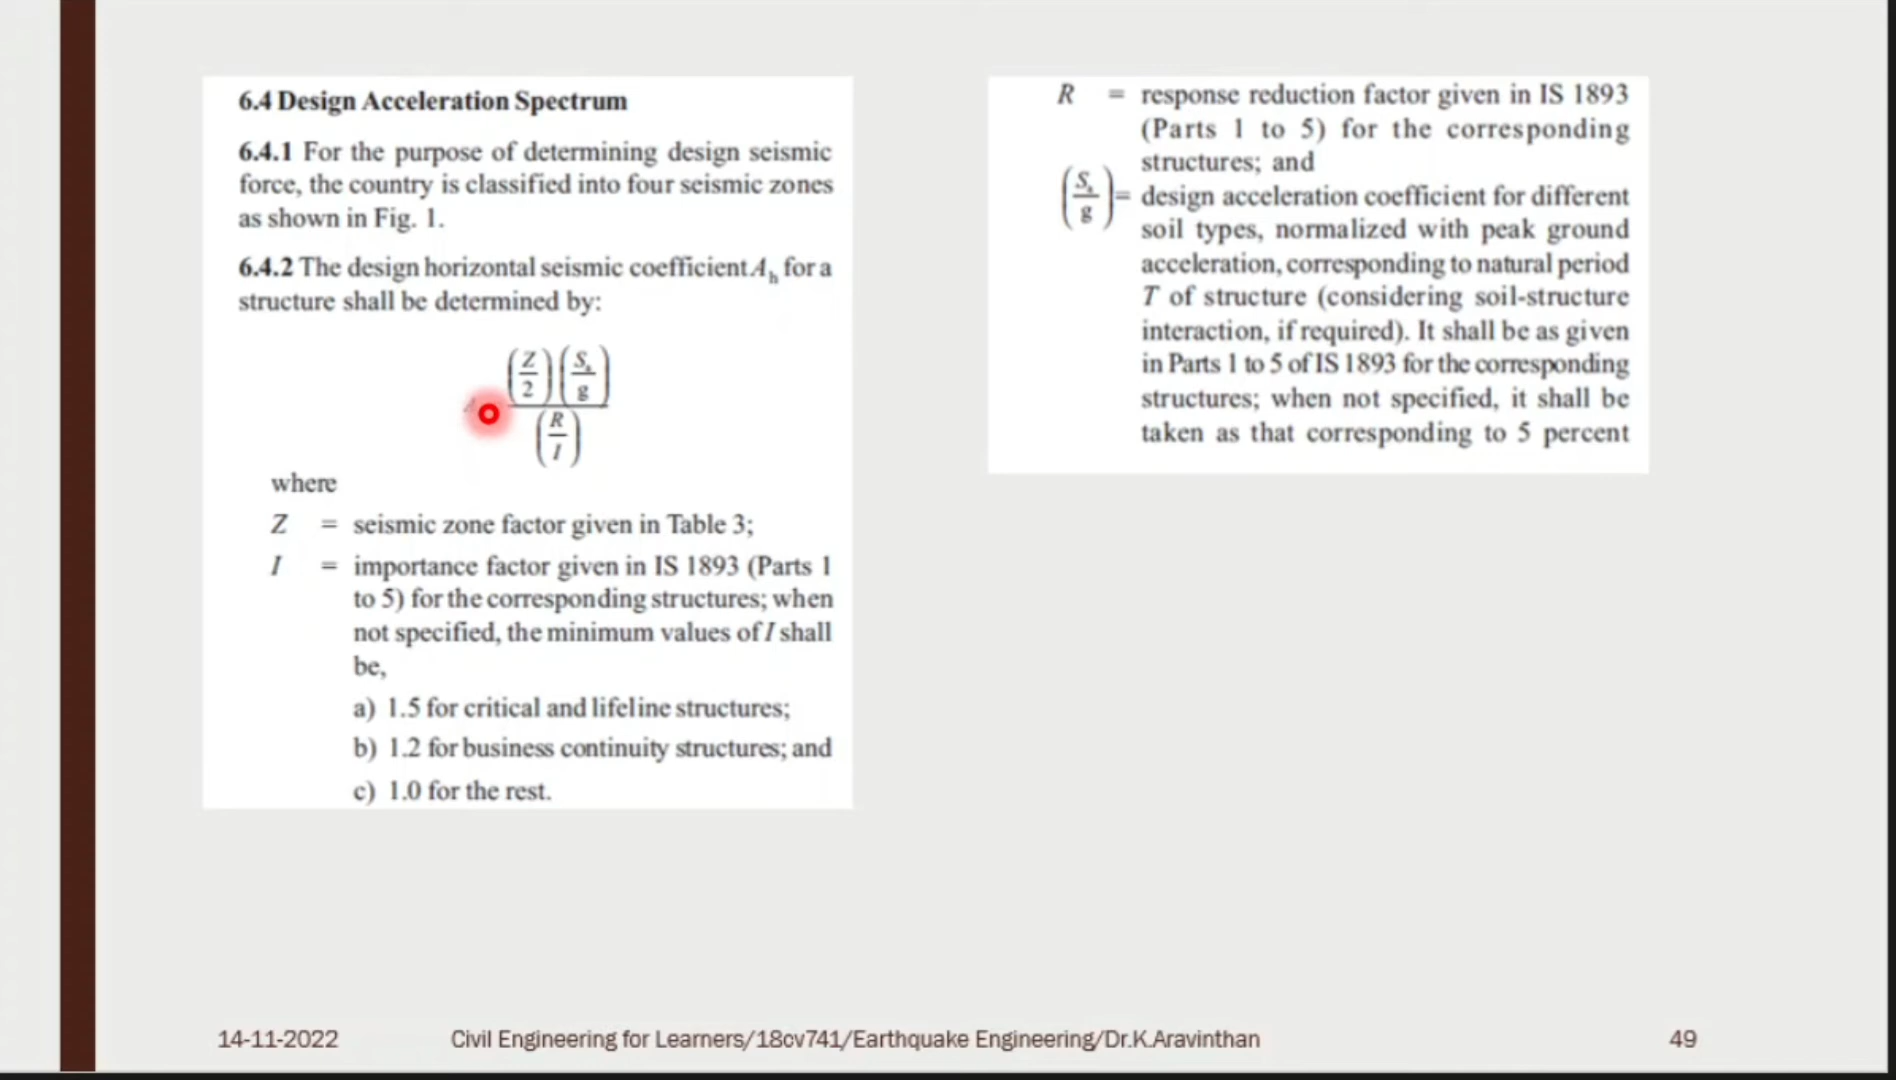 6.4 Design Acceleration Spectrum
6.4.1 For the purpose of determining design seismic
force, the country is classified into four seismic zones
as shown in Fig. 1.
6.4.2 The design horizontal seismic coefficient Aₕ for a
structure shall be determined by:
(Z/2) (Sₐ/g)
(R/I)
where
Z = seismic zone factor given in Table 3;
I = importance factor given in IS 1893 (Parts 1
to 5) for the corresponding structures; when
not specified, the minimum values of I shall
be,
a) 1.5 for critical and lifeline structures;
b) 1.2 for business continuity structures; and
c) 1.0 for the rest.
R = response reduction factor given in IS 1893
(Parts 1 to 5) for the corresponding
structures; and
(Sₐ/g) = design acceleration coefficient for different
soil types, normalized with peak ground
acceleration, corresponding to natural period
T of structure (considering soil-structure
interaction, if required). It shall be as given
in Parts 1 to 5 of IS 1893 for the corresponding
structures; when not specified, it shall be
taken as that corresponding to 5 percent
14-11-2022
Civil Engineering for Learners/18cv741/Earthquake Engineering/Dr.K.Aravinthan
49